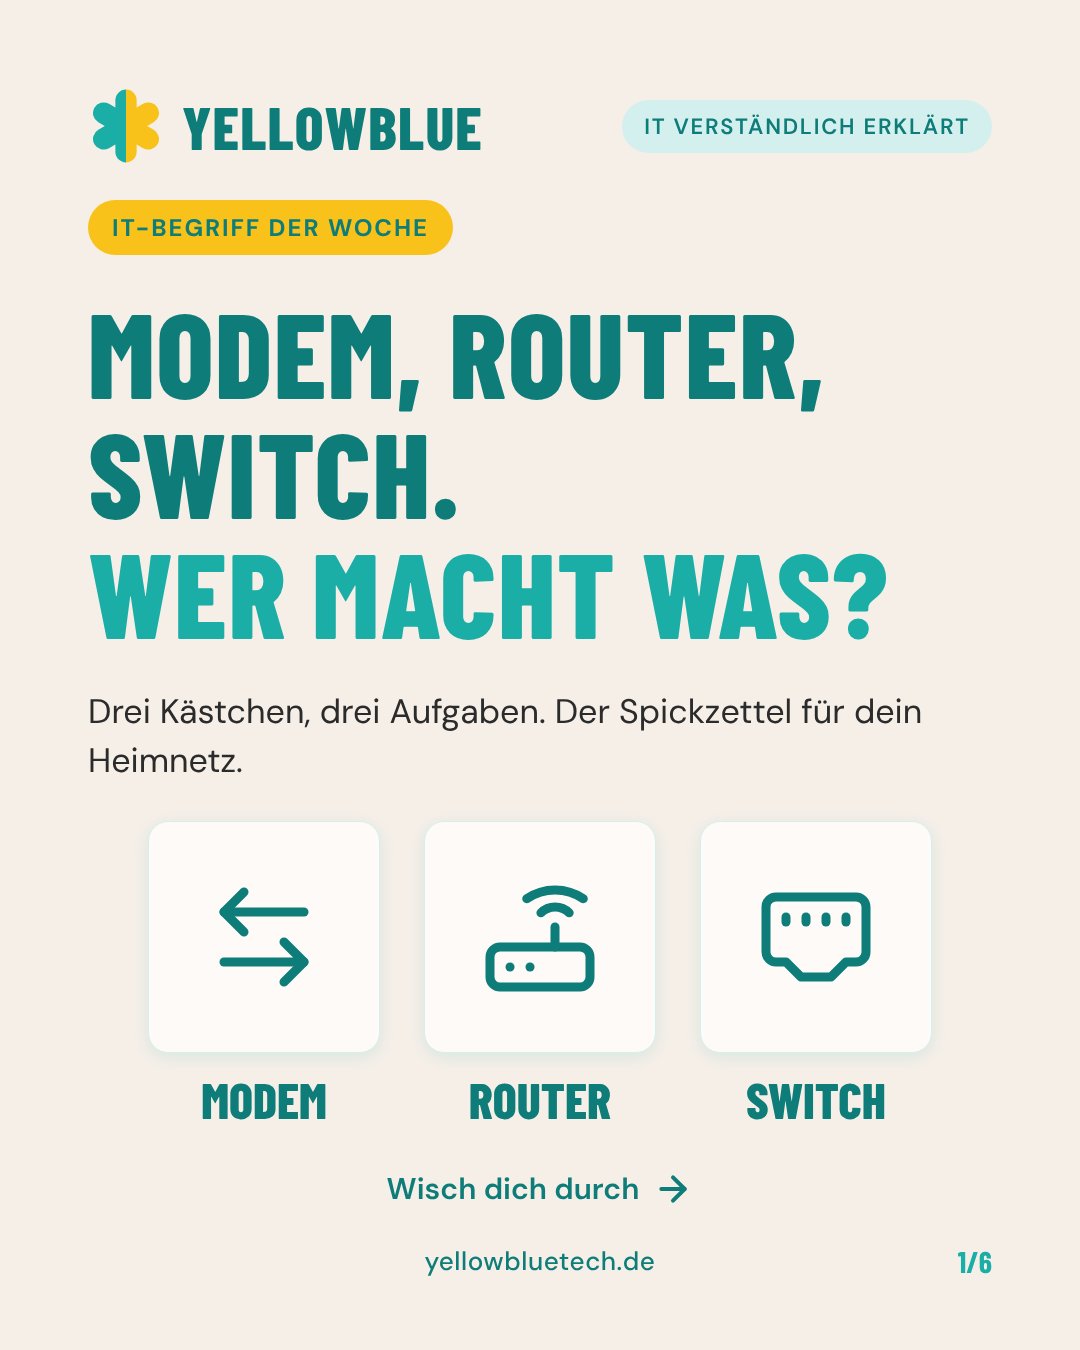 YELLOWBLUE
IT VERSTÄNDLICH ERKLÄRT
IT-BEGRIFF DER WOCHE
MODEM, ROUTER,
SWITCH.
WER MACHT WAS?
Drei Kästchen, drei Aufgaben. Der Spickzettel für dein
Heimnetz.
MODEM
ROUTER
SWITCH
Wisch dich durch →
yellowbluetech.de
1/6